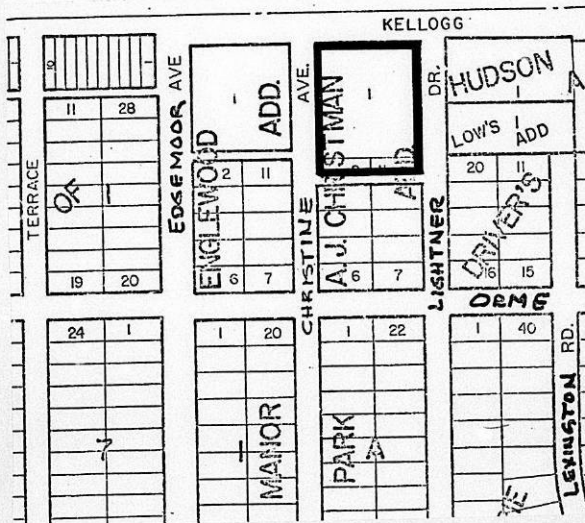 KELLOGG
10
1
1
1
HUDSON
1
A
LOW'S ADD
11
28
OF
1
TERRACE
EDGEMOOR AVE
ENGLEWOOD
ADD.
2
11
AVE.
CHRISTINE
A. J. CHRISTMAN
ADD
DR.
LIGHTNER
20
11
DRIVER'S
19
20
6
7
6
7
16
15
ORME
24
1
1
20
1
22
1
40
RD.
LEXINGTON
7
1
MANOR
PARK
A